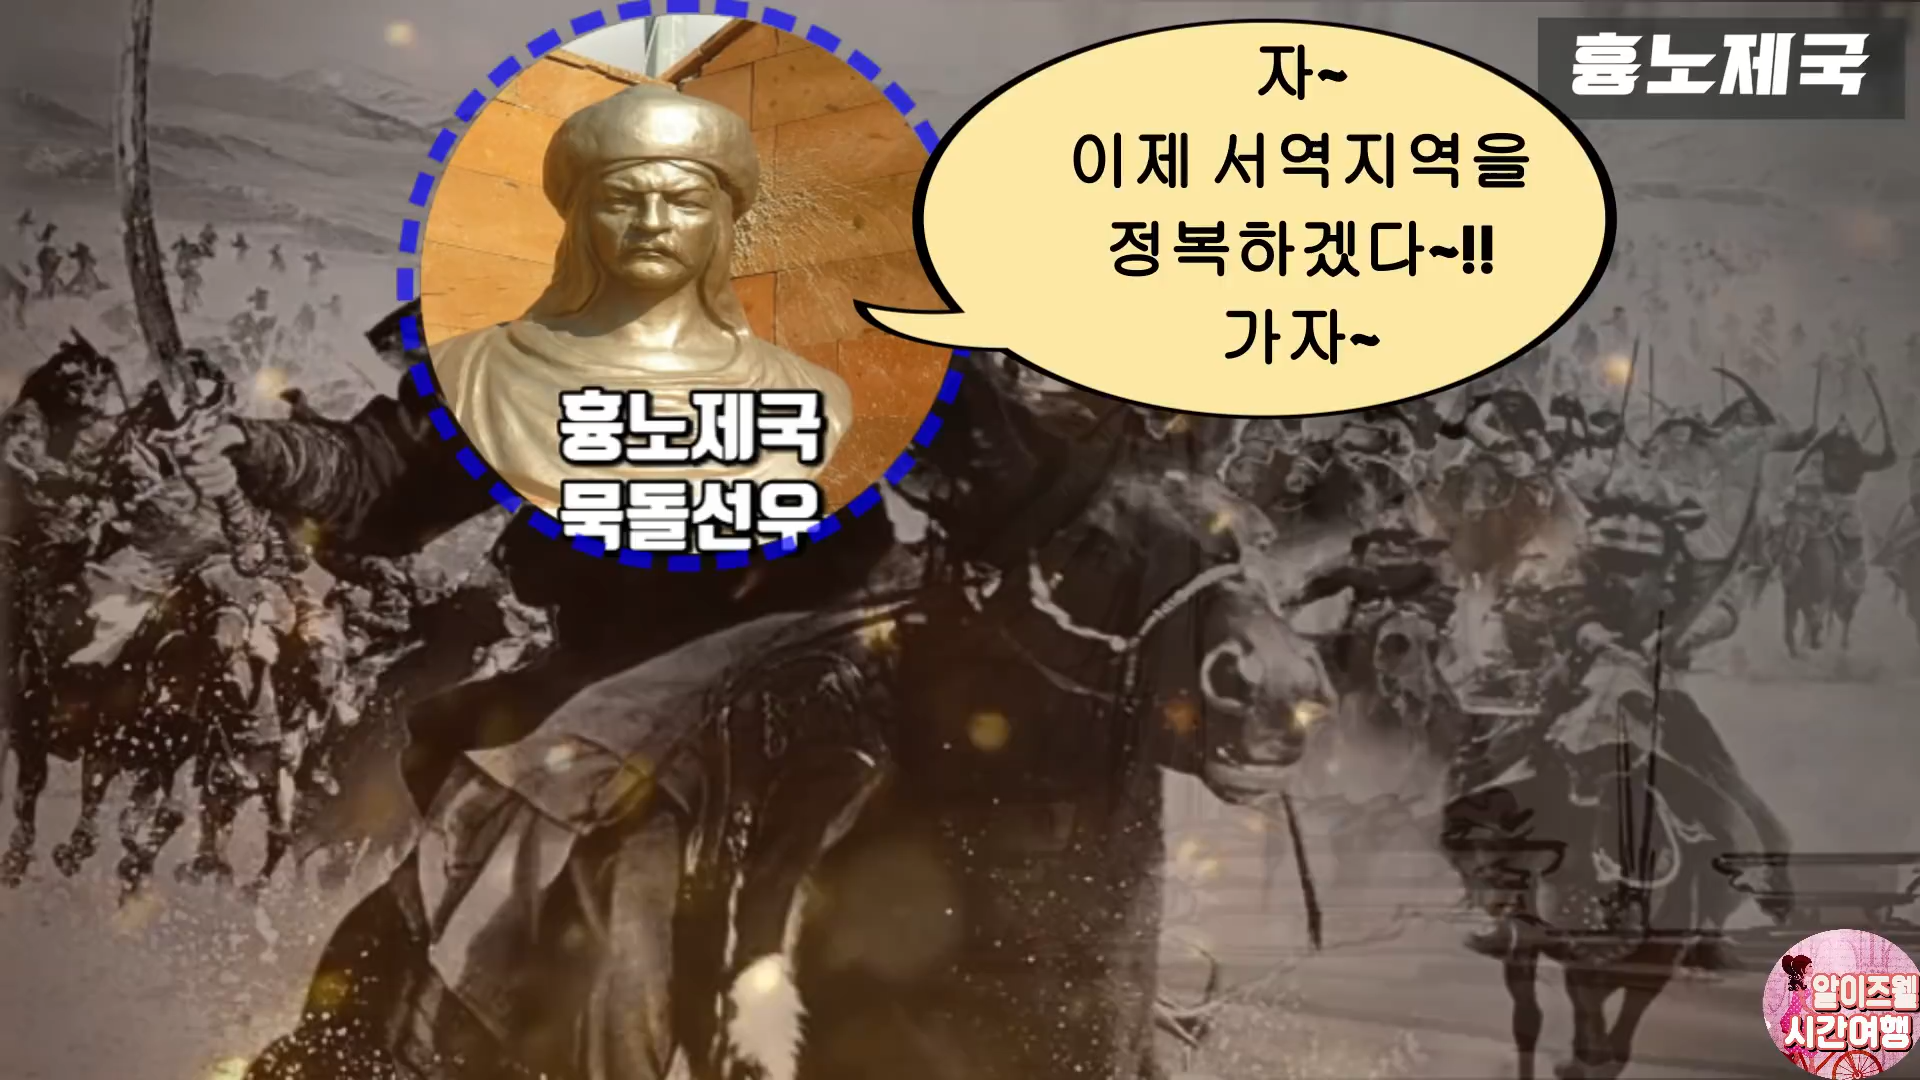 자~
이제 서역지역을
정복하겠다~!!
가자~
흉노제국
흉노제국
묵돌선우
알이즈웰
시간여행